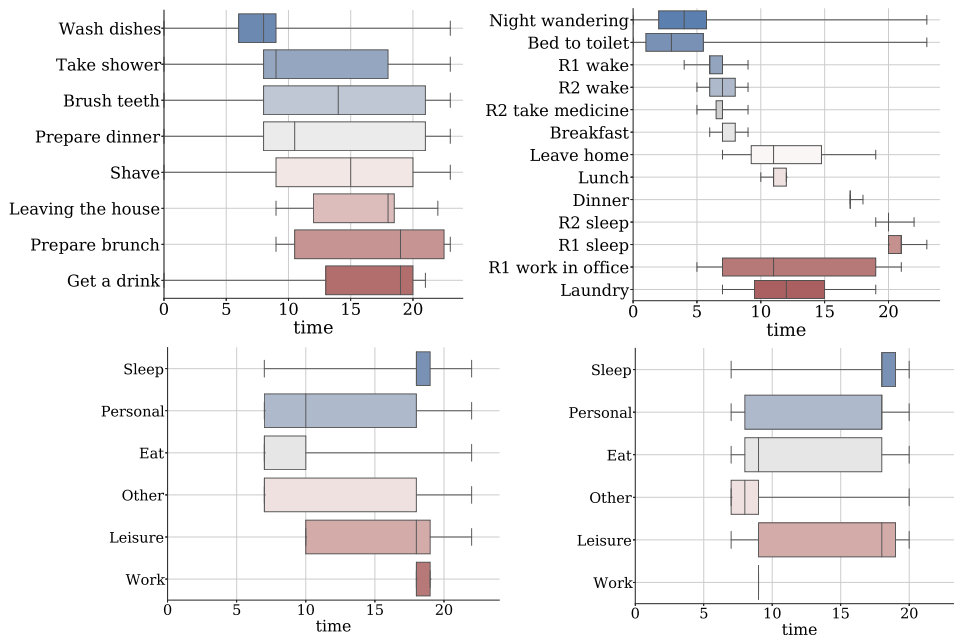 Wash dishes
Take shower
Brush teeth
Prepare dinner
Shave
Leaving the house
Prepare brunch
Get a drink
0 5 10 15 20
time
Night wandering
Bed to toilet
R1 wake
R2 wake
R2 take medicine
Breakfast
Leave home
Lunch
Dinner
R2 sleep
R1 sleep
R1 work in office
Laundry
0 5 10 15 20
time
Sleep
Personal
Eat
Other
Leisure
Work
0 5 10 15 20
time
Sleep
Personal
Eat
Other
Leisure
Work
0 5 10 15 20
time